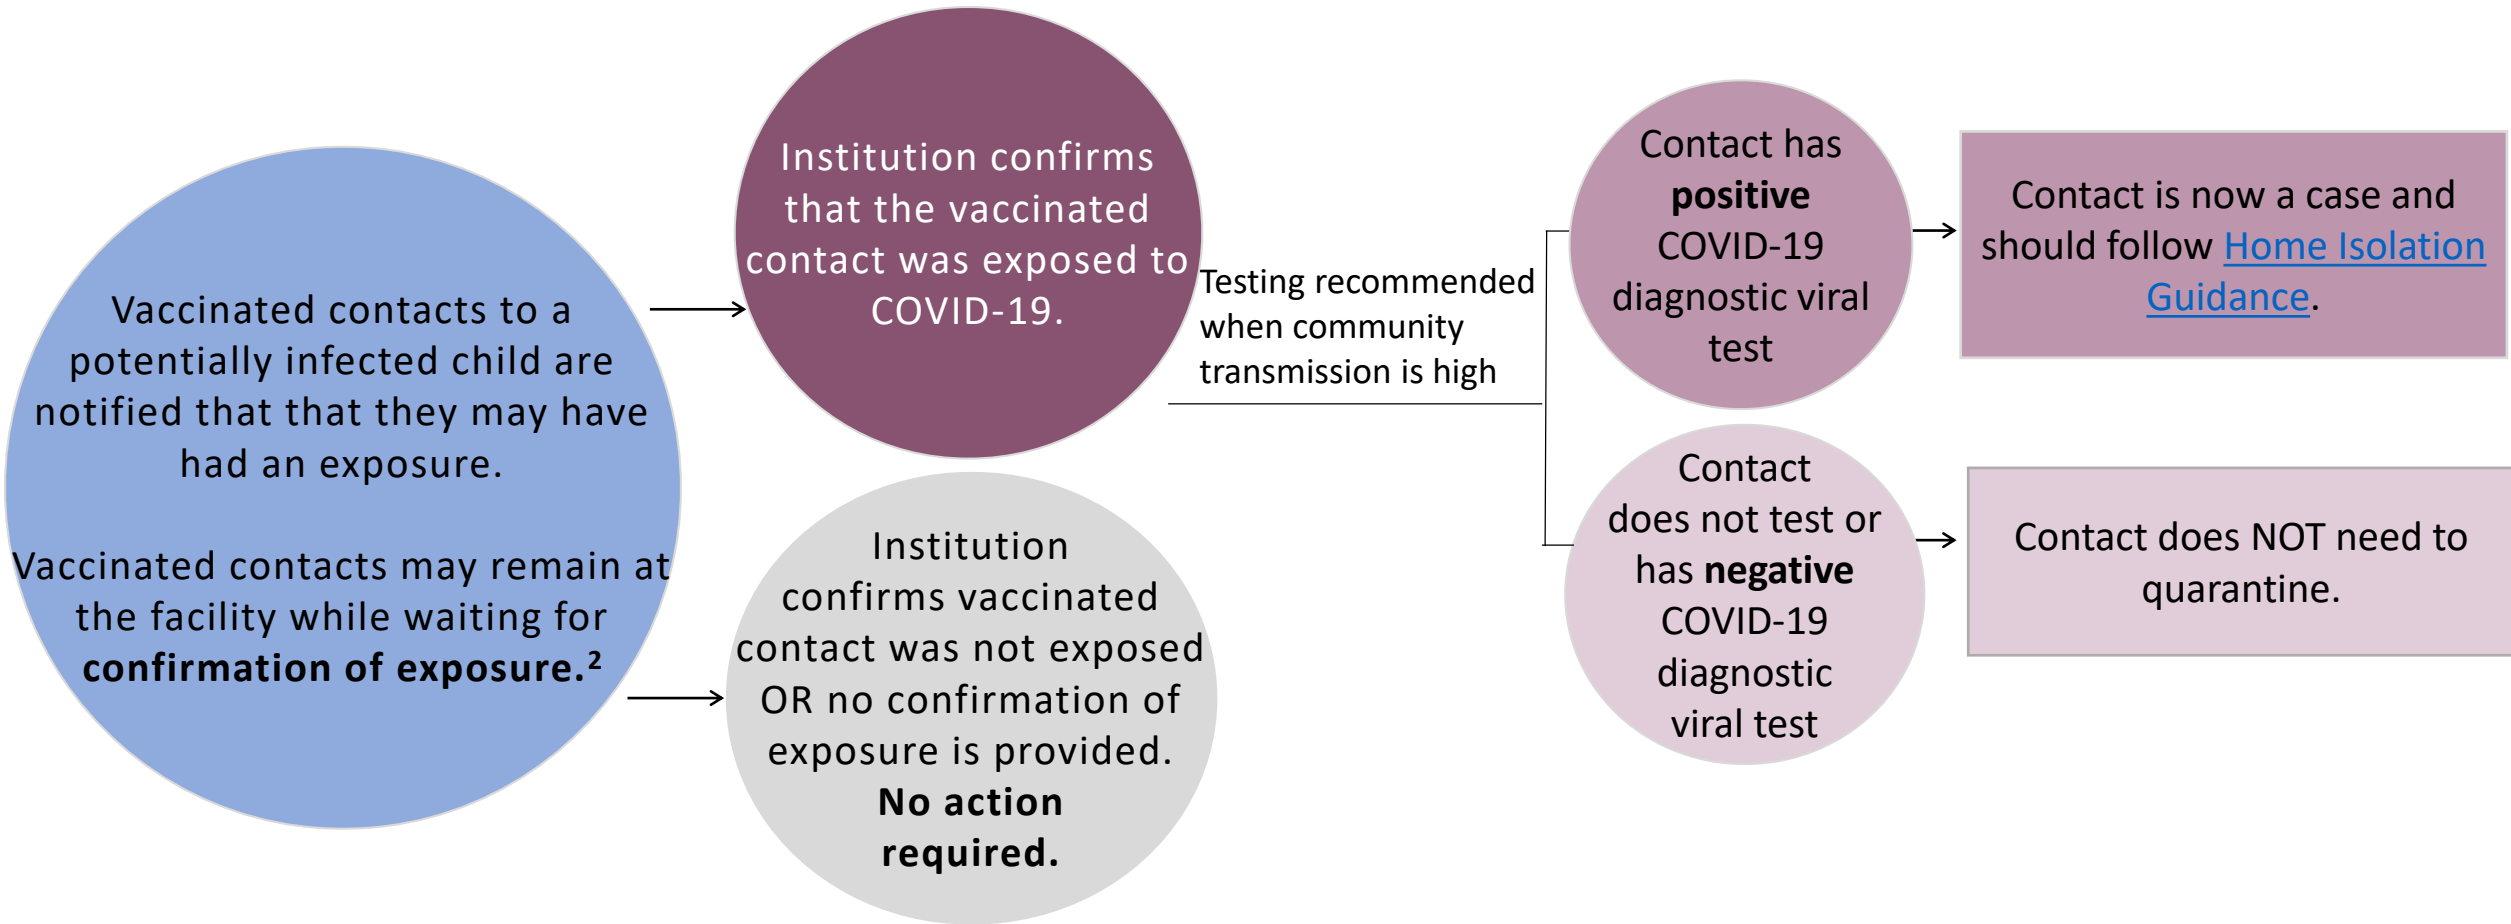 Vaccinated contacts to a
potentially infected child are
notified that that they may have
had an exposure.
Vaccinated contacts may remain at
the facility while waiting for
confirmation of exposure.²
Institution confirms
that the vaccinated
contact was exposed to
COVID-19.
Institution
confirms vaccinated
contact was not exposed
OR no confirmation of
exposure is provided.
No action
required.
Testing recommended
when community
transmission is high
Contact has
positive
COVID-19
diagnostic viral
test
Contact is now a case and
should follow Home Isolation
Guidance.
Contact
does not test or
has negative
COVID-19
diagnostic
viral test
Contact does NOT need to
quarantine.